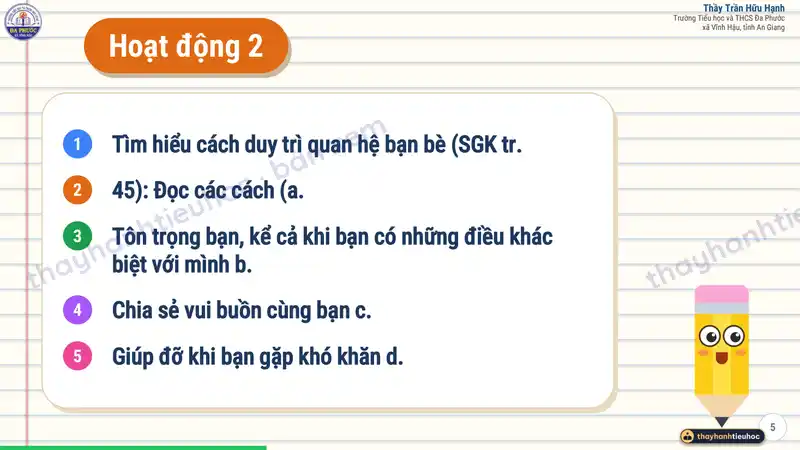 Thầy Trần Hữu Hạnh
Trường Tiểu học và THCS Đa Phước
xã Vĩnh Hậu, tỉnh An Giang
ĐA PHƯỚC
Hoạt động 2
1 Tìm hiểu cách duy trì quan hệ bạn bè (SGK tr.
2 45): Đọc các cách (a.
3 Tôn trọng bạn, kể cả khi bạn có những điều khác
biệt với mình b.
4 Chia sẻ vui buồn cùng bạn c.
5 Giúp đỡ khi bạn gặp khó khăn d.
thayhanhtieuhoc
5